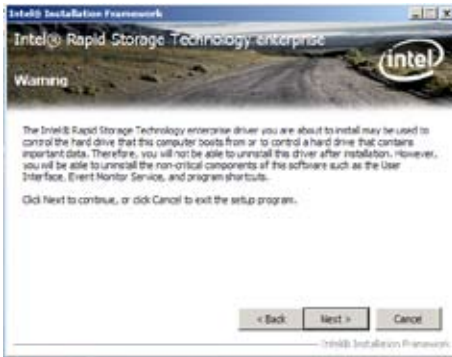 Intel® Installation Framework
Intel® Rapid Storage Technology enterprise
intel
Warning
The Intel® Rapid Storage Technology enterprise driver you are about to install may be used to
control the hard drive that this computer boots from or to control a hard drive that contains
important data. Therefore, you will not be able to uninstall this driver after installation. However,
you will be able to uninstall the non-critical components of this software such as the User
Interface, Event Monitor Service, and program shortcuts.
Click Next to continue, or click Cancel to exit the setup program.
< Back
Next >
Cancel
Intel® Installation Framework